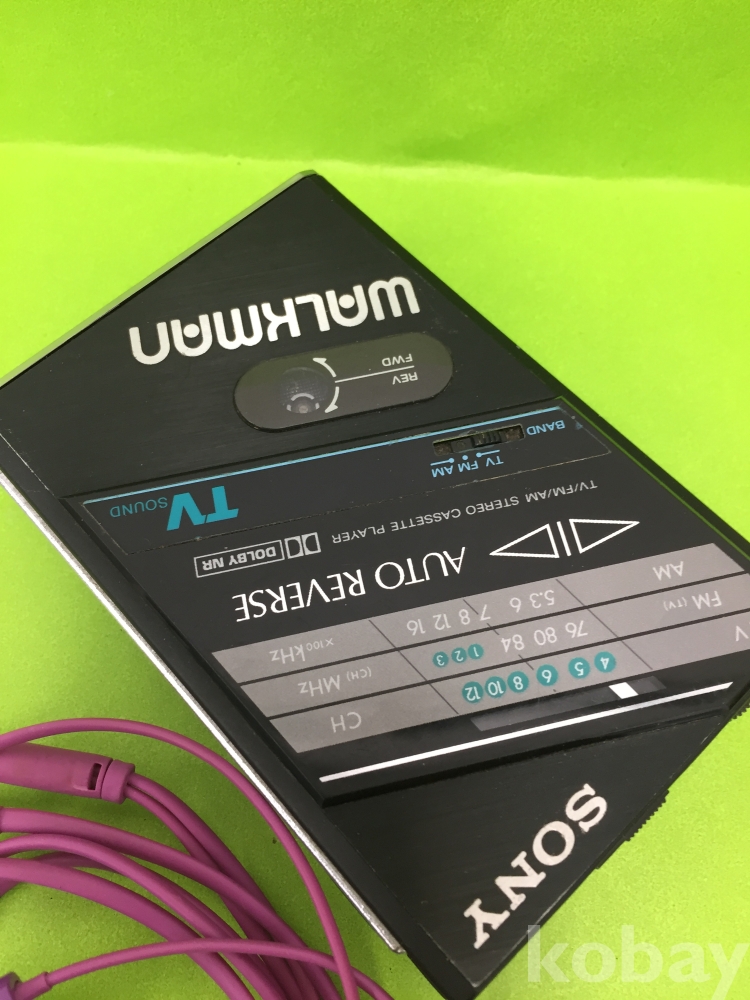 SONY
CH 4 5 6 8 10 12 V
(CH) MHz 1 2 3 76 80 84 FM (TV)
×100kHz 5.3 6 7 8 12 16 AM
AUTO REVERSE
DOLBY NR TV/FM/AM STEREO CASSETTE PLAYER
TV SOUND
TV FM AM BAND
REV
FWD
WALKMAN
kobay